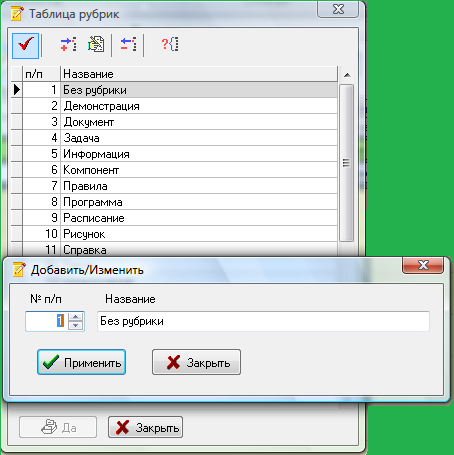 Таблица рубрик
?{
п/п Название
1 Без рубрики
2 Демонстрация
3 Документ
4 Задача
5 Информация
6 Компонент
7 Правила
8 Программа
9 Расписание
10 Рисунок
11 Справка
Добавить/Изменить
№ п/п Название
1 Без рубрики
Применить Закрыть
Да Закрыть